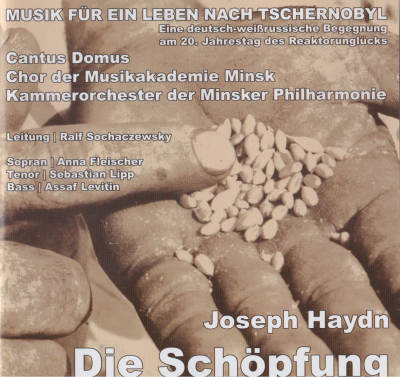 MUSIK FÜR EIN LEBEN NACH TSCHERNOBYL
Eine deutsch-weißrussische Begegnung
am 20. Jahrestag des Reaktorunglücks
Cantus Domus
Chor der Musikakademie Minsk
Kammerorchester der Minsker Philharmonie
Leitung | Ralf Sochaczewsky
Sopran | Anna Fleischer
Tenor | Sebastian Lipp
Bass | Assaf Levitin
Joseph Haydn
Die Schöpfung